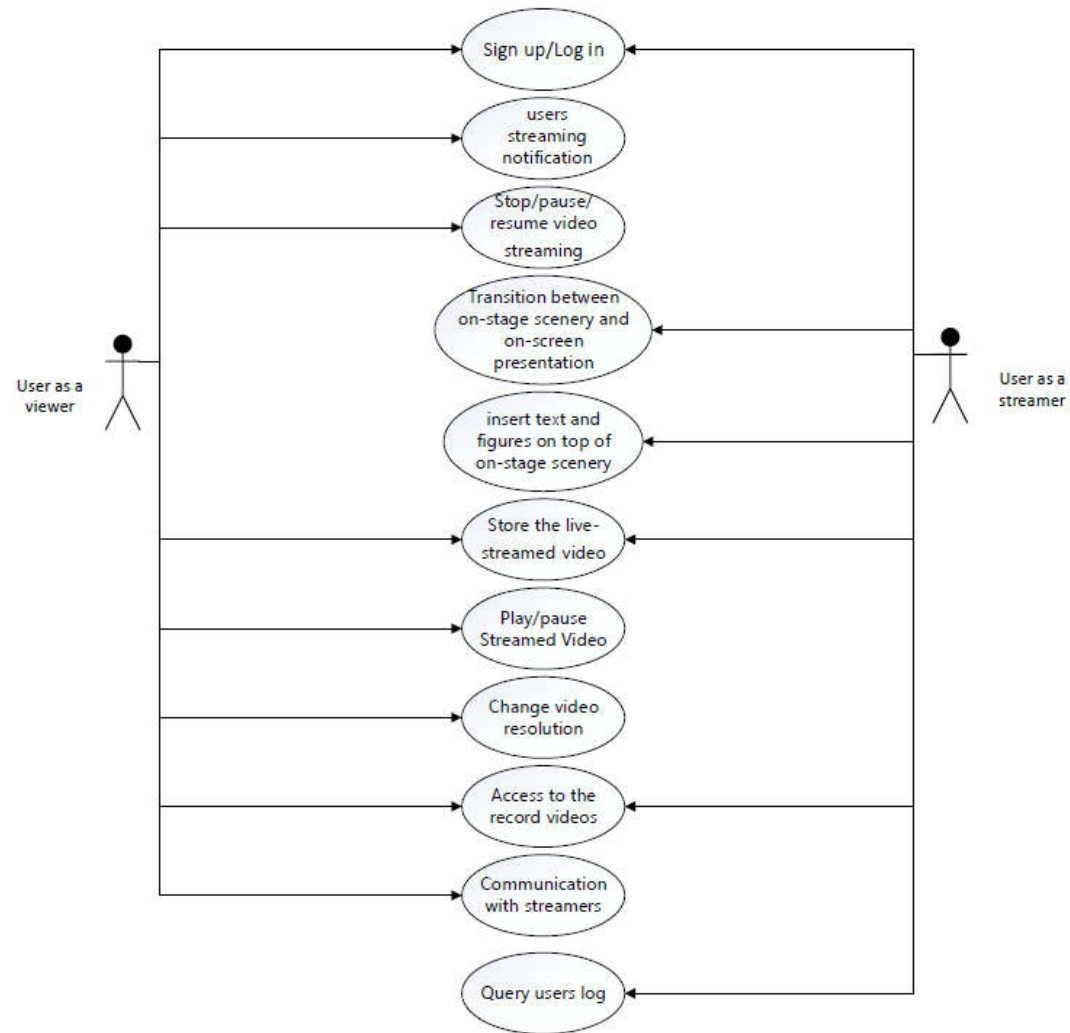 Sign up/Log in
users
streaming
notification
Stop/pause/
resume video
streaming
Transition between
on-stage scenery and
on-screen
presentation
User as a
viewer
User as a
streamer
insert text and
figures on top of
on-stage scenery
Store the live-
streamed video
Play/pause
Streamed Video
Change video
resolution
Access to the
record videos
Communication
with streamers
Query users log